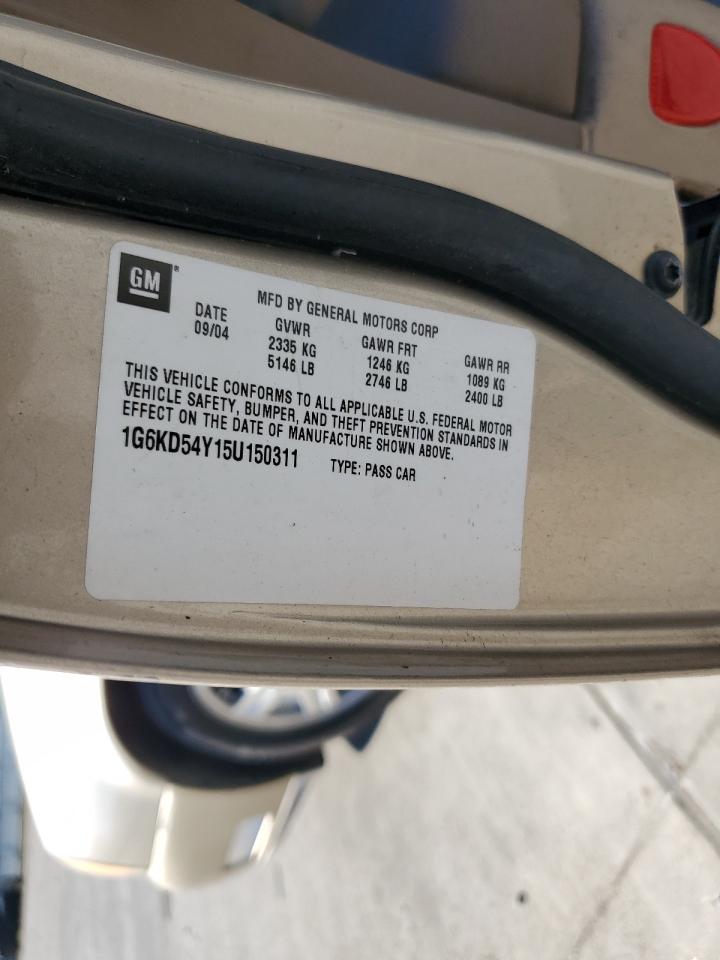 GM®
MFD BY GENERAL MOTORS CORP
DATE GVWR GAWR FRT GAWR RR
09/04 2335 KG 1246 KG 1089 KG
5146 LB 2746 LB 2400 LB
THIS VEHICLE CONFORMS TO ALL APPLICABLE U.S. FEDERAL MOTOR
VEHICLE SAFETY, BUMPER, AND THEFT PREVENTION STANDARDS IN
EFFECT ON THE DATE OF MANUFACTURE SHOWN ABOVE.
1G6KD54Y15U150311 TYPE: PASS CAR